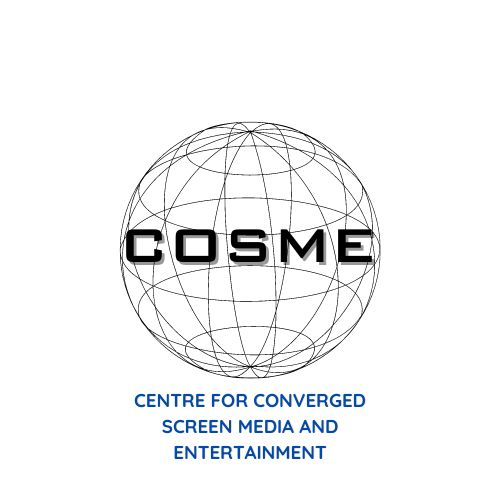 COSME
CENTRE FOR CONVERGED
SCREEN MEDIA AND
ENTERTAINMENT